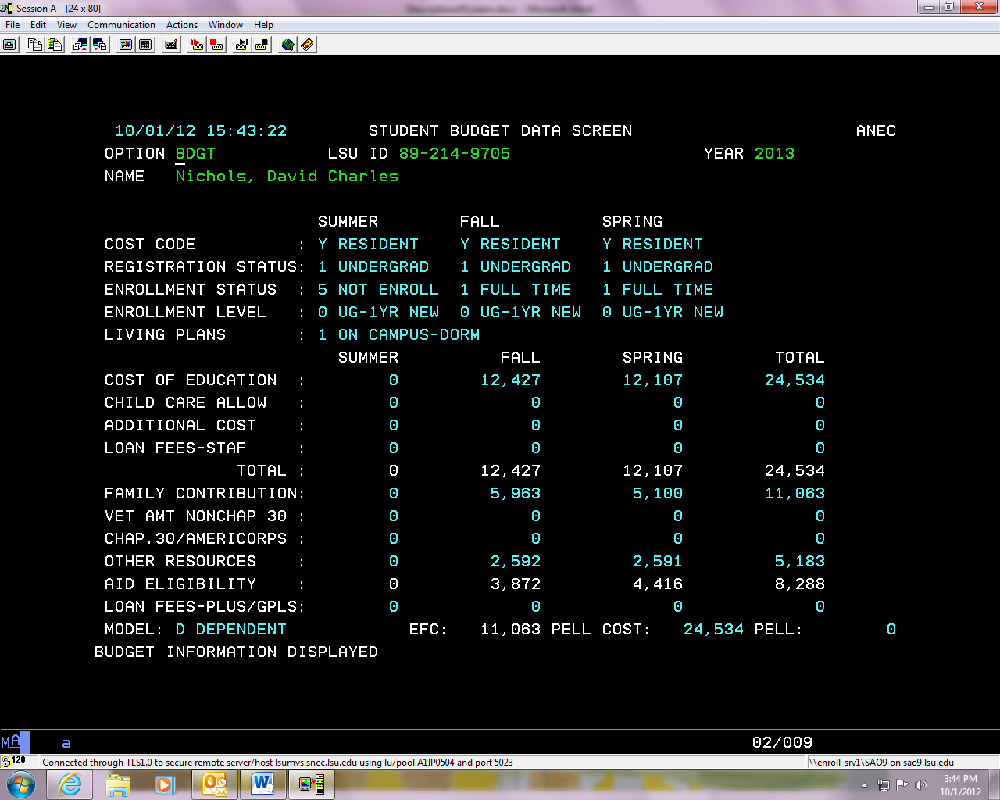 Session A - [24 x 80]
File Edit View Communication Actions Window Help
10/01/12 15:43:22 STUDENT BUDGET DATA SCREEN ANEC
OPTION BDGT LSU ID 89-214-9705 YEAR 2013
NAME Nichols, David Charles
SUMMER FALL SPRING
COST CODE : Y RESIDENT Y RESIDENT Y RESIDENT
REGISTRATION STATUS: 1 UNDERGRAD 1 UNDERGRAD 1 UNDERGRAD
ENROLLMENT STATUS : 5 NOT ENROLL 1 FULL TIME 1 FULL TIME
ENROLLMENT LEVEL : 0 UG-1YR NEW 0 UG-1YR NEW 0 UG-1YR NEW
LIVING PLANS : 1 ON CAMPUS-DORM
SUMMER FALL SPRING TOTAL
COST OF EDUCATION : 0 12,427 12,107 24,534
CHILD CARE ALLOW : 0 0 0 0
ADDITIONAL COST : 0 0 0 0
LOAN FEES-STAF : 0 0 0 0
TOTAL : 0 12,427 12,107 24,534
FAMILY CONTRIBUTION: 0 5,963 5,100 11,063
VET AMT NONCHAP 30 : 0 0 0 0
CHAP.30/AMERICORPS : 0 0 0 0
OTHER RESOURCES : 0 2,592 2,591 5,183
AID ELIGIBILITY : 0 3,872 4,416 8,288
LOAN FEES-PLUS/GPLS: 0 0 0 0
MODEL: D DEPENDENT EFC: 11,063 PELL COST: 24,534 PELL: 0
BUDGET INFORMATION DISPLAYED
MA a 02/009
128 Connected through TLS1.0 to secure remote server/host lsumvs.sncc.lsu.edu using lu/pool A1IP0504 and port 5023 \\enroll-srv1\SAO9 on sao9.lsu.edu
3:44 PM
10/1/2012